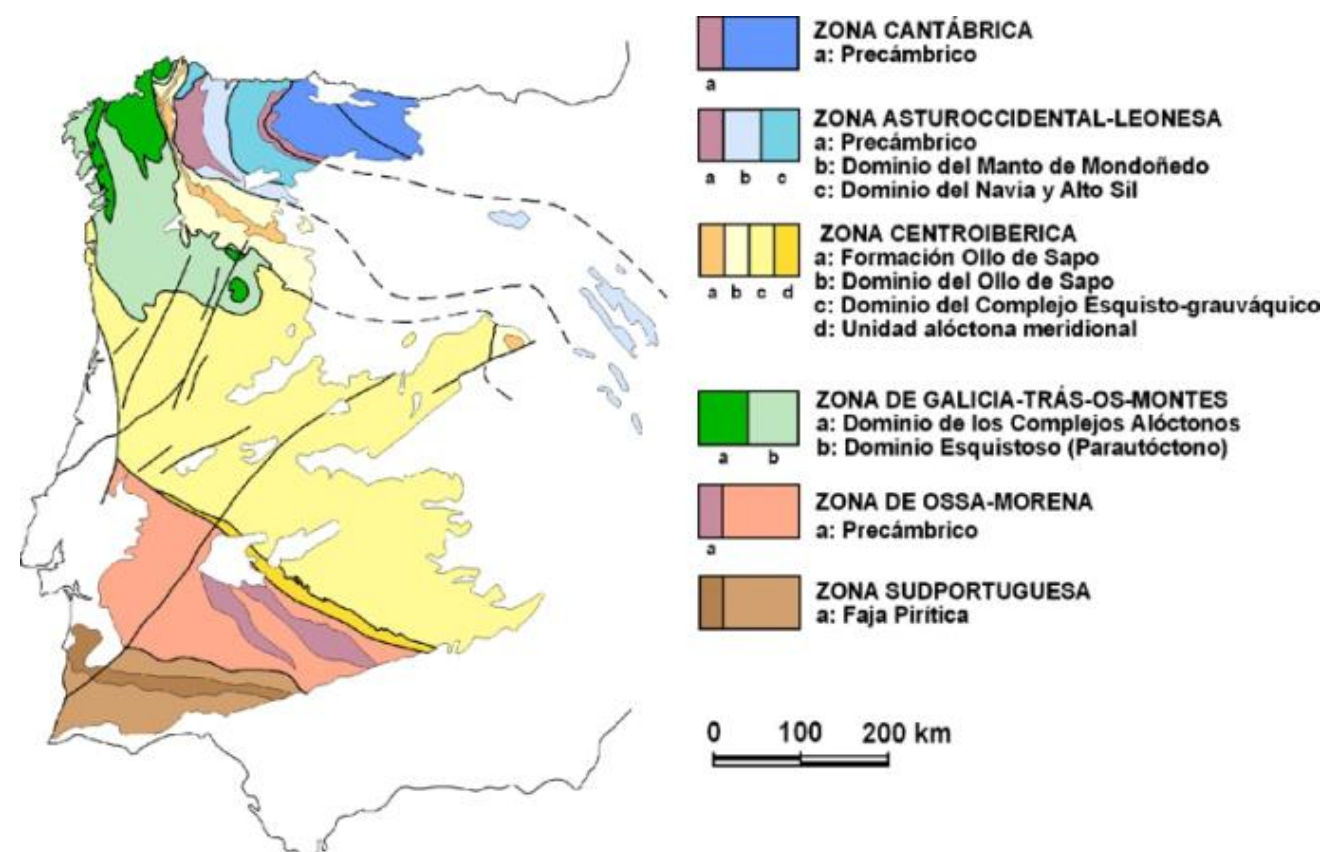 ZONA CANTÁBRICA
a: Precámbrico
a
ZONA ASTUROCCIDENTAL-LEONESA
a: Precámbrico
b: Dominio del Manto de Mondoñedo
c: Dominio del Navia y Alto Sil
a b c
ZONA CENTROIBERICA
a: Formación Ollo de Sapo
b: Dominio del Ollo de Sapo
c: Dominio del Complejo Esquisto-grauváquico
d: Unidad alóctona meridional
a b c d
ZONA DE GALICIA-TRÁS-OS-MONTES
a: Dominio de los Complejos Alóctonos
b: Dominio Esquistoso (Parautóctono)
a b
ZONA DE OSSA-MORENA
a: Precámbrico
a
ZONA SUDPORTUGUESA
a: Faja Pirítica
0 100 200 km